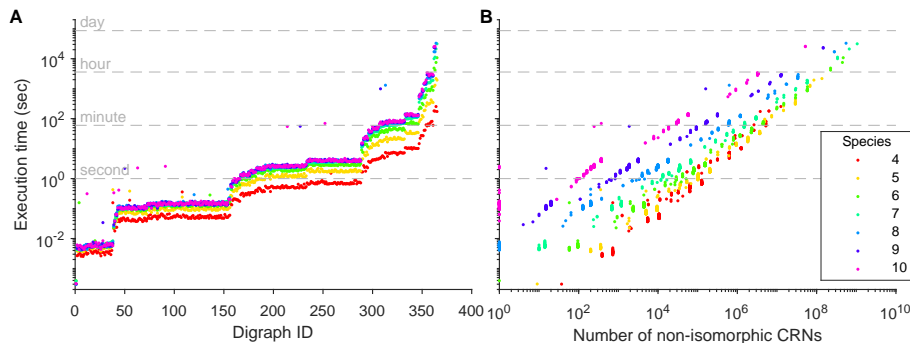 A
B
Execution time (sec)
10^4
10^2
10^0
10^-2
day
hour
minute
second
0
50
100
150
200
250
300
350
400
Digraph ID
10^0
10^2
10^4
10^6
10^8
10^10
Number of non-isomorphic CRNs
Species
4
5
6
7
8
9
10